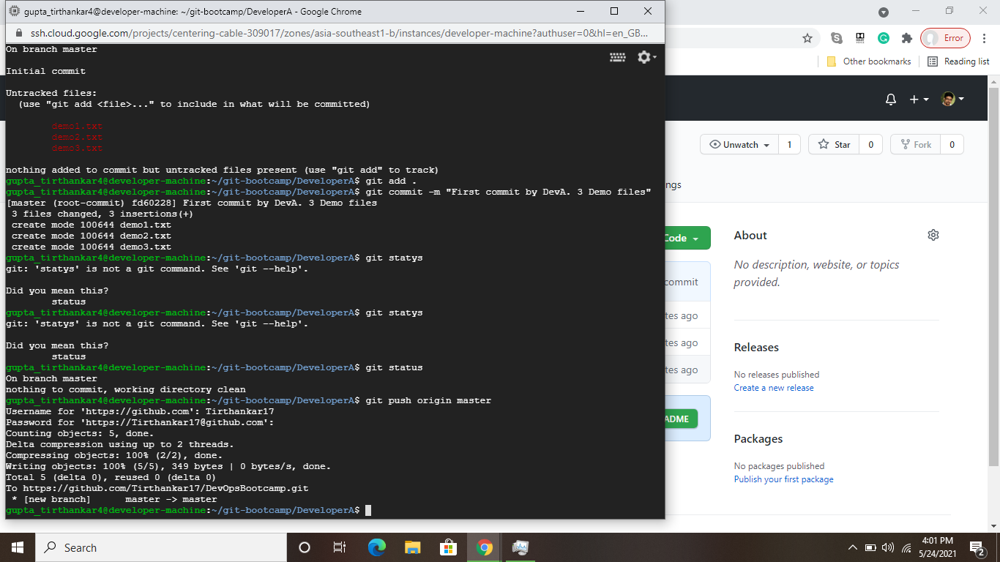 gupta_tirthankar4@developer-machine: ~/git-bootcamp/DeveloperA - Google Chrome
ssh.cloud.google.com/projects/centering-cable-309017/zones/asia-southeast1-b/instances/developer-machine?authuser=0&hl=en_GB...
On branch master
Initial commit
Untracked files:
(use "git add <file>..." to include in what will be committed)
demo1.txt
demo2.txt
demo3.txt
nothing added to commit but untracked files present (use "git add" to track)
gupta_tirthankar4@developer-machine:~/git-bootcamp/DeveloperA$ git add .
gupta_tirthankar4@developer-machine:~/git-bootcamp/DeveloperA$ git commit -m "First commit by DevA. 3 Demo files"
[master (root-commit) fd60228] First commit by DevA. 3 Demo files
3 files changed, 3 insertions(+)
create mode 100644 demo1.txt
create mode 100644 demo2.txt
create mode 100644 demo3.txt
gupta_tirthankar4@developer-machine:~/git-bootcamp/DeveloperA$ git statys
git: 'statys' is not a git command. See 'git --help'.
Did you mean this?
status
gupta_tirthankar4@developer-machine:~/git-bootcamp/DeveloperA$ git statys
git: 'statys' is not a git command. See 'git --help'.
Did you mean this?
status
gupta_tirthankar4@developer-machine:~/git-bootcamp/DeveloperA$ git status
On branch master
nothing to commit, working directory clean
gupta_tirthankar4@developer-machine:~/git-bootcamp/DeveloperA$ git push origin master
Username for 'https://github.com': Tirthankar17
Password for 'https://Tirthankar17@github.com':
Counting objects: 5, done.
Delta compression using up to 2 threads.
Compressing objects: 100% (2/2), done.
Writing objects: 100% (5/5), 349 bytes | 0 bytes/s, done.
Total 5 (delta 0), reused 0 (delta 0)
To https://github.com/Tirthankar17/DevOpsBootcamp.git
* [new branch] master -> master
gupta_tirthankar4@developer-machine:~/git-bootcamp/DeveloperA$
Error
Other bookmarks
Reading list
Unwatch 1
Star 0
Fork 0
ngs
Code
commit
tes ago
tes ago
tes ago
ADME
About
No description, website, or topics
provided.
Releases
No releases published
Create a new release
Packages
No packages published
Publish your first package
Search
4:01 PM
5/24/2021
2